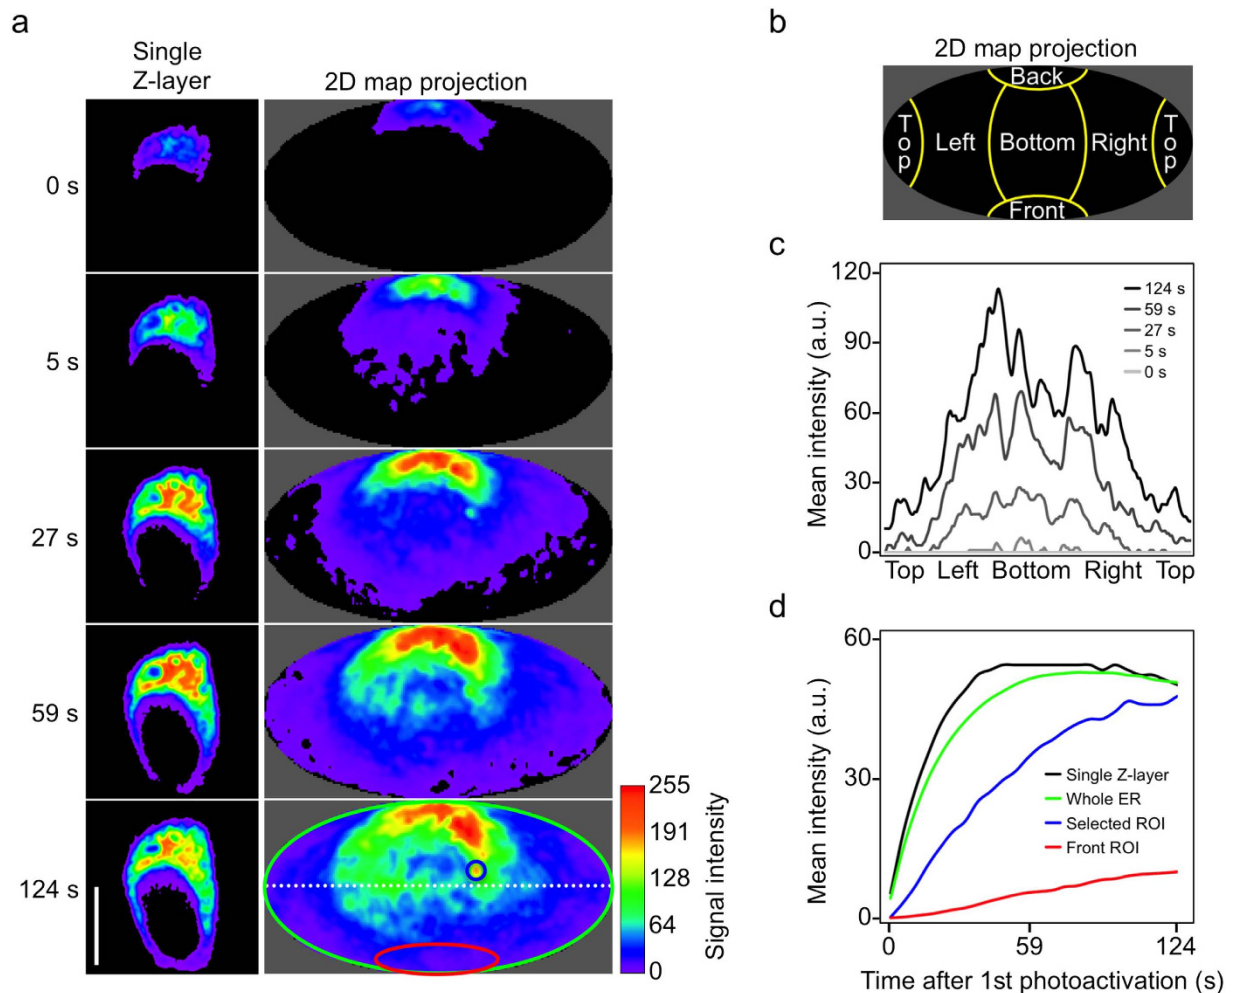 a
Single
Z-layer
2D map projection
0 s
5 s
27 s
59 s
124 s
255
191
128
64
0
Signal intensity
b
2D map projection
Back
Top
Left
Bottom
Right
Top
Front
c
120
90
60
30
0
Mean intensity (a.u.)
124 s
59 s
27 s
5 s
0 s
Top Left Bottom Right Top
d
60
30
0
Mean intensity (a.u.)
Single Z-layer
Whole ER
Selected ROI
Front ROI
0 59 124
Time after 1st photoactivation (s)